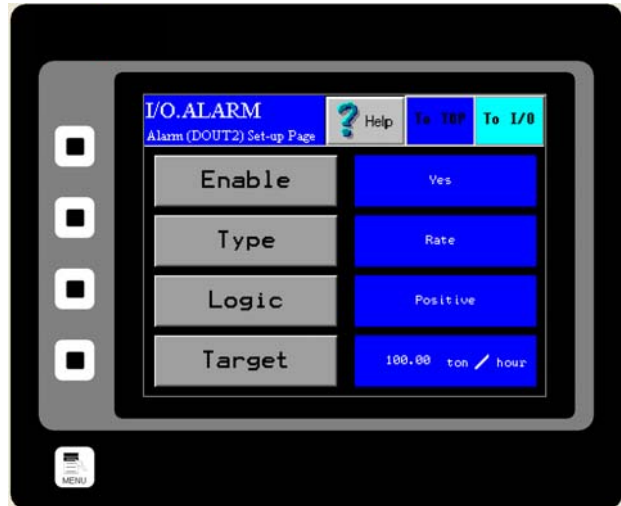 I/O.ALARM
Alarm (DOUT2) Set-up Page
? Help
To TOP
To I/O
Enable
Yes
Type
Rate
Logic
Positive
Target
100.00 ton / hour
MENU